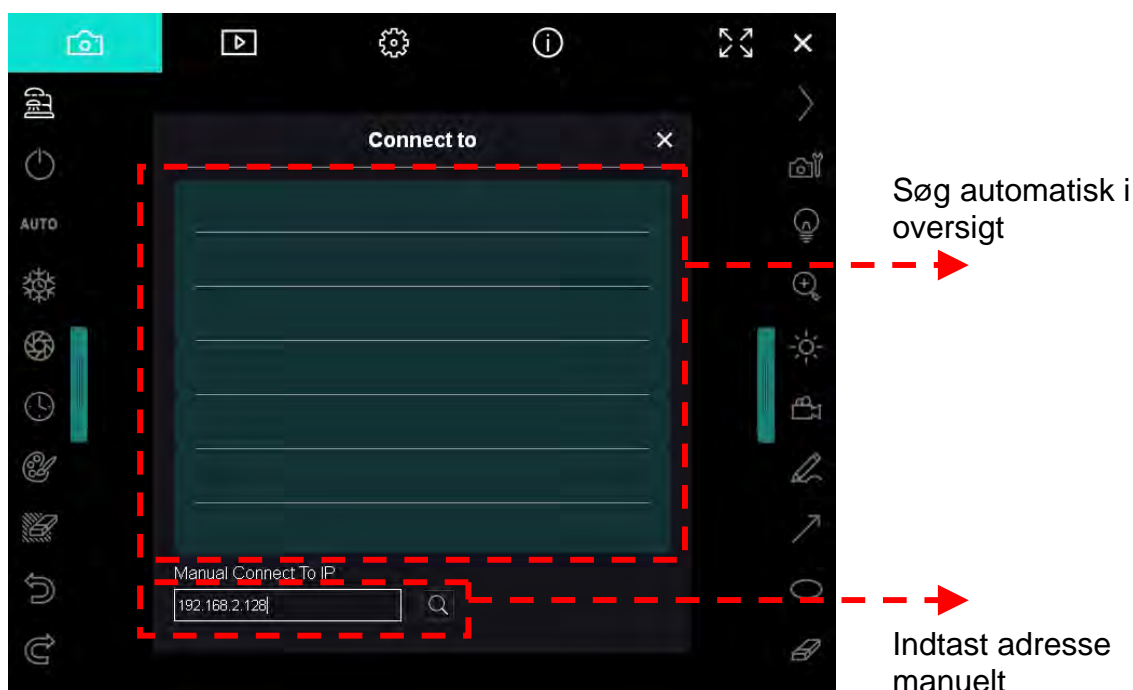 Connect to
AUTO
Søg automatisk i
oversigt
Manual Connect To IP
192.168.2.128
Indtast adresse
manuelt